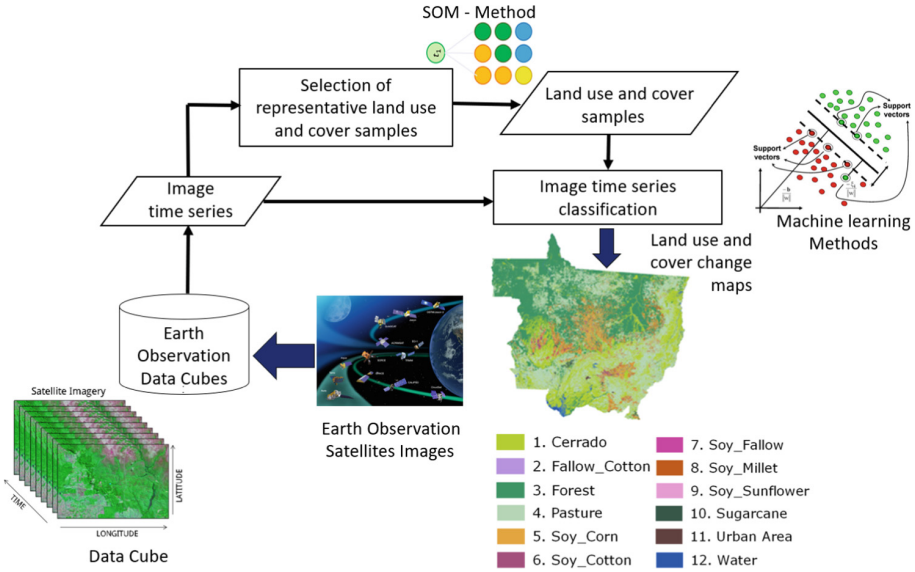 SOM - Method
Selection of
representative land use
and cover samples
Land use and cover
samples
Support
vectors
Support
vectors
Image
time series
Image time series
classification
Machine learning
Methods
Land use and
cover change
maps
Earth
Observation
Data Cubes
Earth Observation
Satellites Images
Satellite Imagery
LATITUDE
TIME
LONGITUDE
Data Cube
1. Cerrado
2. Fallow_Cotton
3. Forest
4. Pasture
5. Soy_Corn
6. Soy_Cotton
7. Soy_Fallow
8. Soy_Millet
9. Soy_Sunflower
10. Sugarcane
11. Urban Area
12. Water